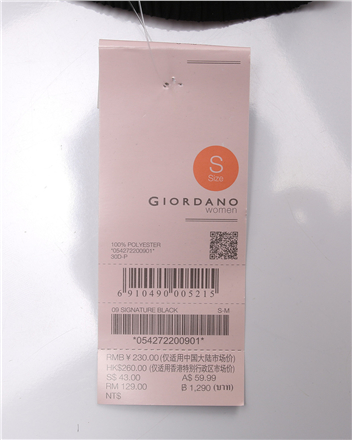 S
Size
GIORDANO
women
100% POLYESTER
*054272200901*
30D-P
6 910490 005215
09 SIGNATURE BLACK S-M
*054272200901*
RMB¥230.00(仅适用中国大陆市场价)
HK$260.00(仅适用香港特别行政区市场价)
S$ 43.00 A$ 59.99
RM 129.00 ฿ 1,290 (บาท)
NT$